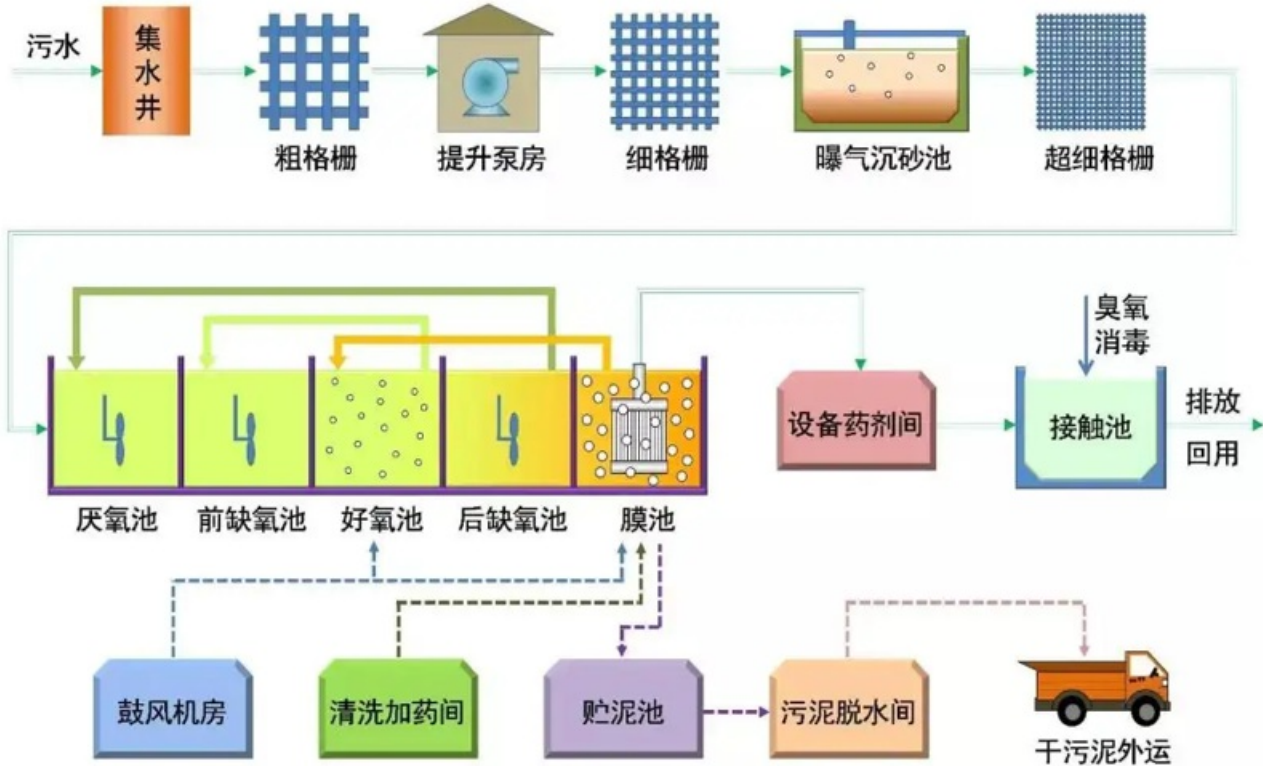 污水
集
水
井
粗格栅
提升泵房
细格栅
曝气沉砂池
超细格栅
臭氧
消毒
设备药剂间
接触池
排放
回用
厌氧池
前缺氧池
好氧池
后缺氧池
膜池
鼓风机房
清洗加药间
贮泥池
污泥脱水间
干污泥外运